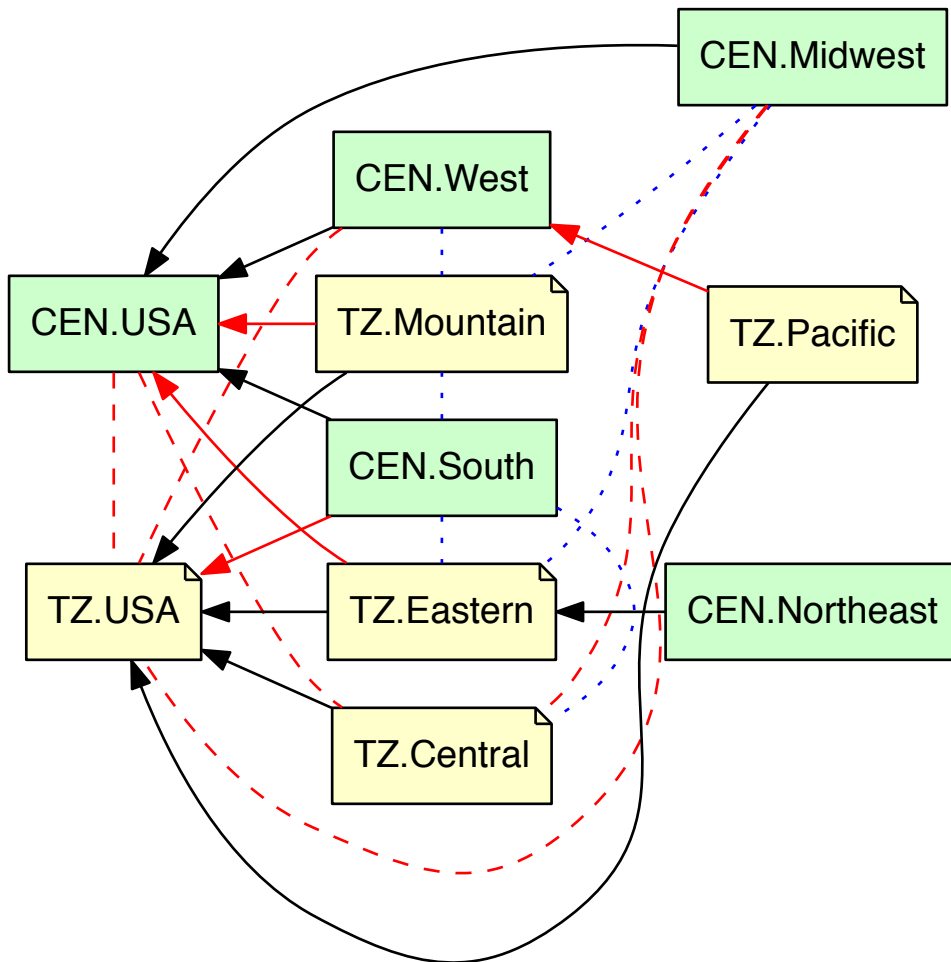 CEN.Midwest
CEN.West
CEN.USA
TZ.Mountain
TZ.Pacific
CEN.South
TZ.USA
TZ.Eastern
CEN.Northeast
TZ.Central